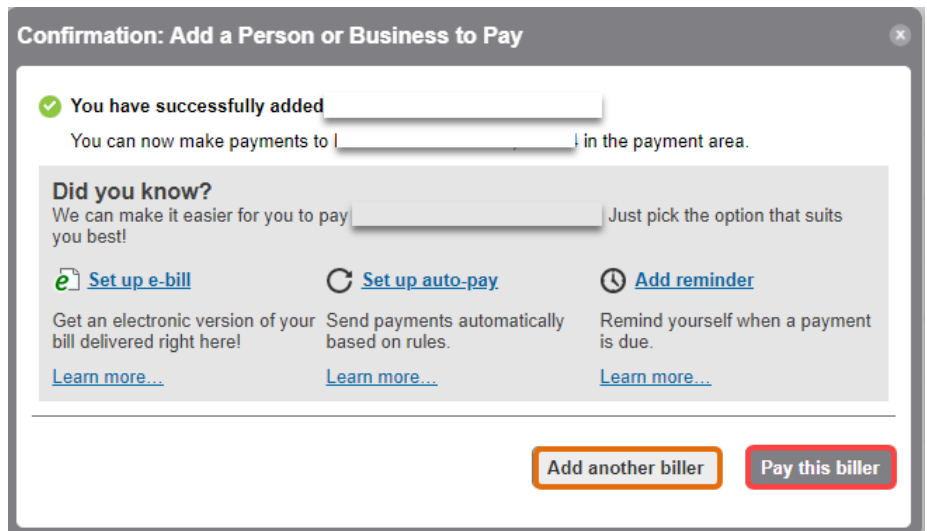 Confirmation: Add a Person or Business to Pay
You have successfully added
You can now make payments to in the payment area.
Did you know?
We can make it easier for you to pay Just pick the option that suits
you best!
Set up e-bill Set up auto-pay Add reminder
Get an electronic version of your Send payments automatically Remind yourself when a payment
bill delivered right here! based on rules. is due.
Learn more... Learn more... Learn more...
Add another biller Pay this biller